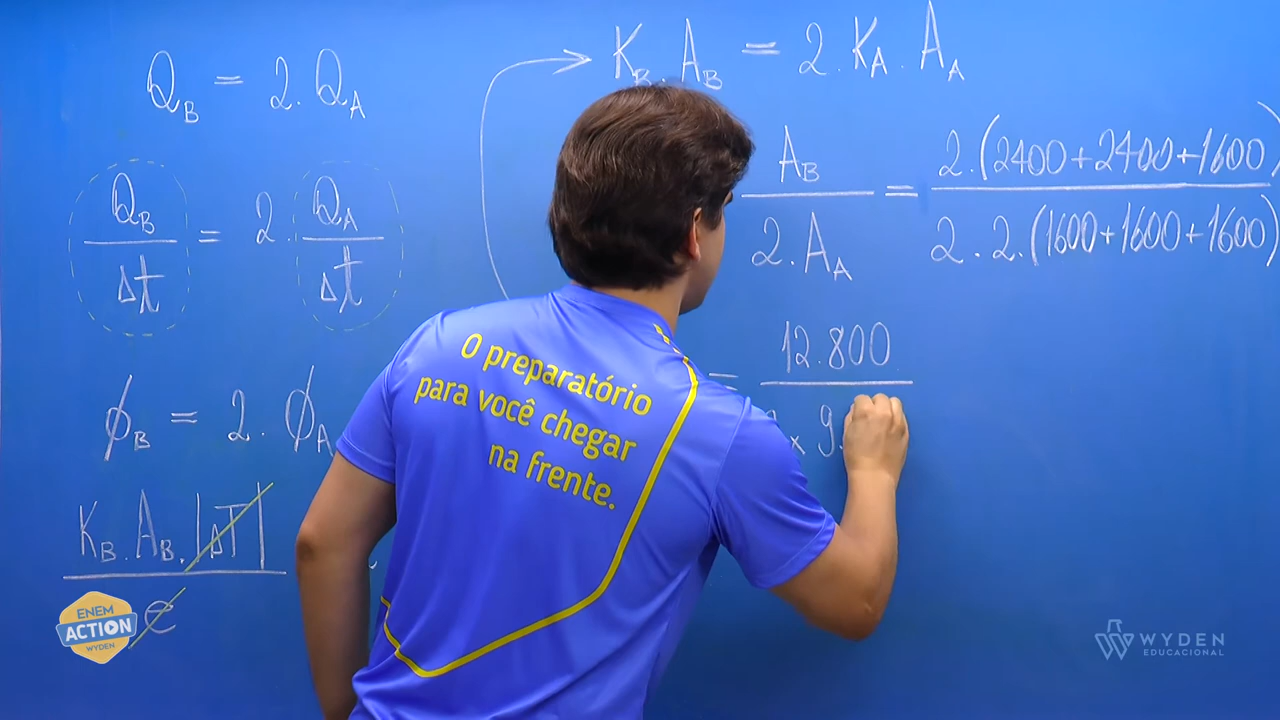 Q_B = 2. Q_A
Q_B / Δt = 2. Q_A / Δt
ϕ_B = 2. ϕ_A
K_B. A_B. |ΔT| / e
K_B. A_B = 2. K_A. A_A
A_B / 2. A_A = 2.(2400+2400+1600) / 2. 2.(1600+1600+1600)
= 12.800 / x 9
O preparatório
para você chegar
na frente.
ENEM
ACTION
WYDEN
WYDEN
EDUCACIONAL